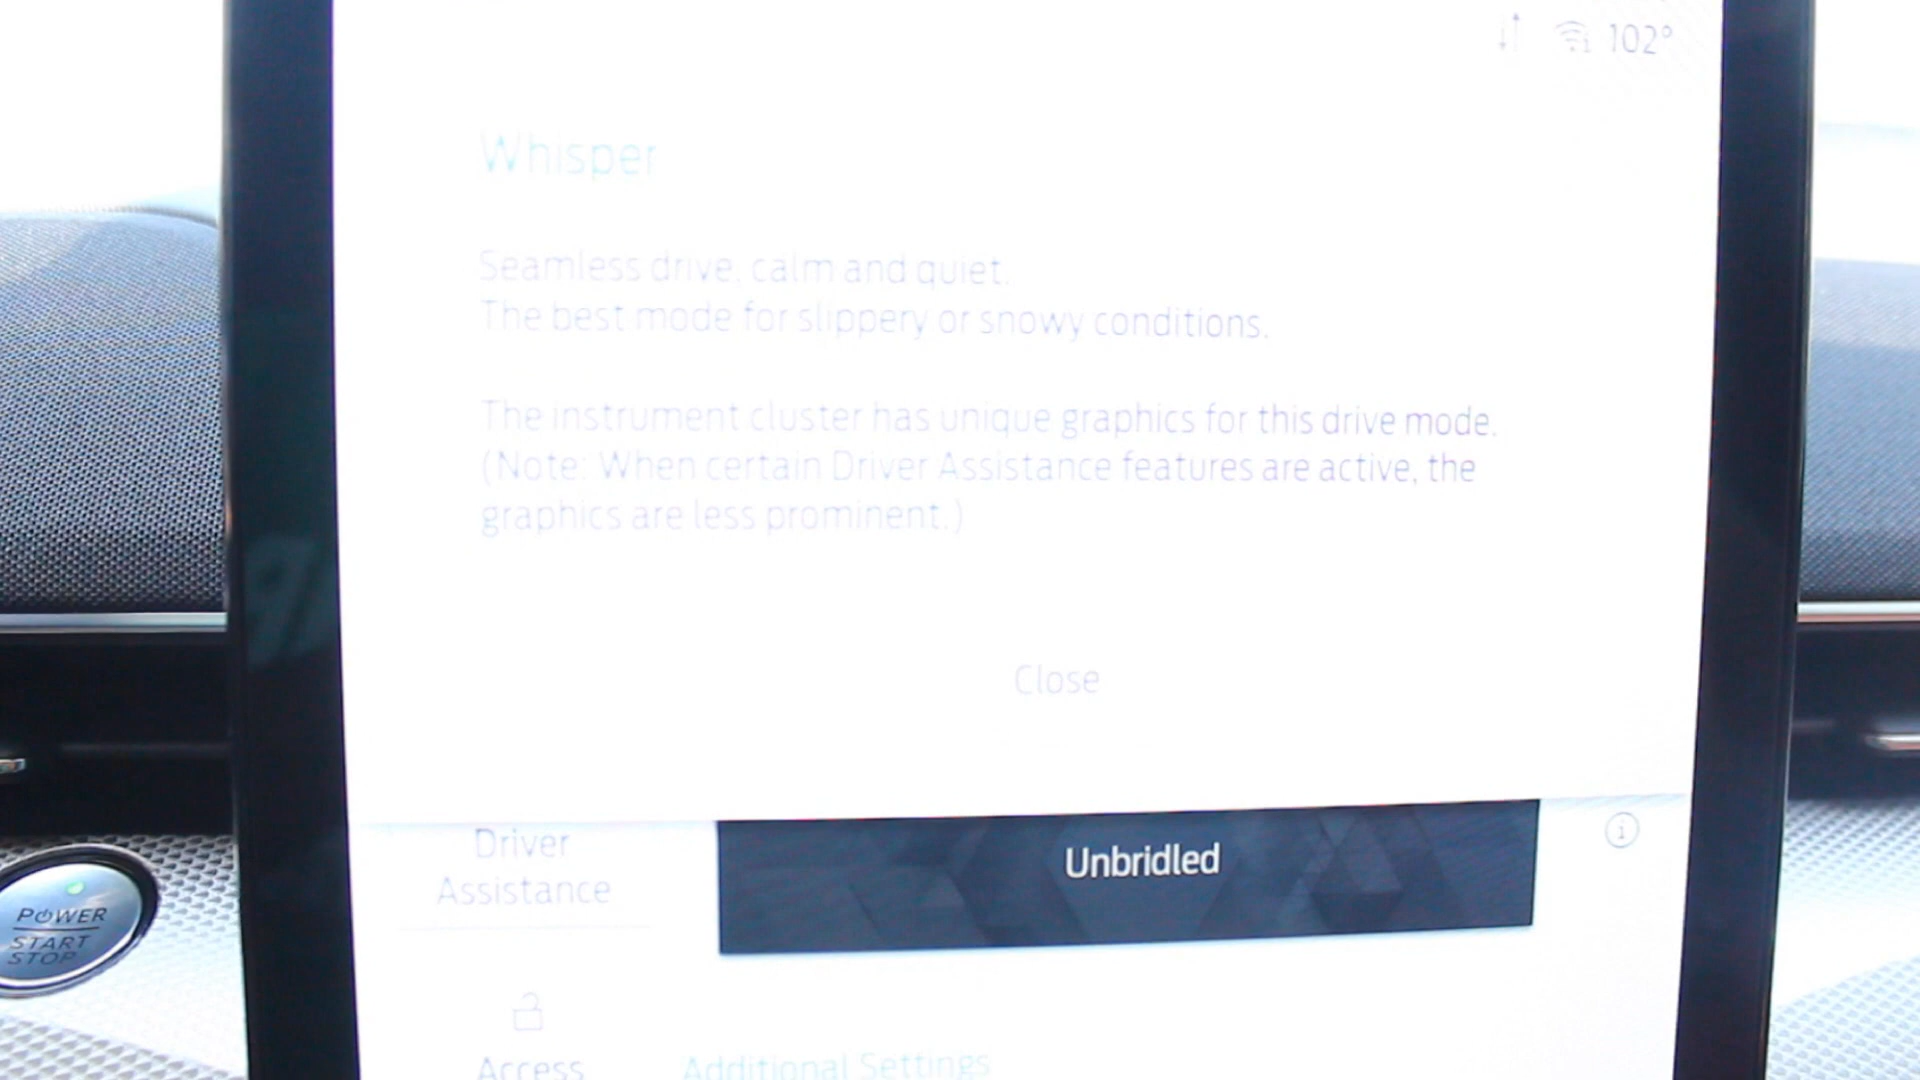 102°
Whisper
Seamless drive, calm and quiet.
The best mode for slippery or snowy conditions.
The instrument cluster has unique graphics for this drive mode.
(Note: When certain Driver Assistance features are active, the
graphics are less prominent.)
Close
Driver
Assistance
Unbridled
i
POWER
START
STOP
Access
Additional Settings